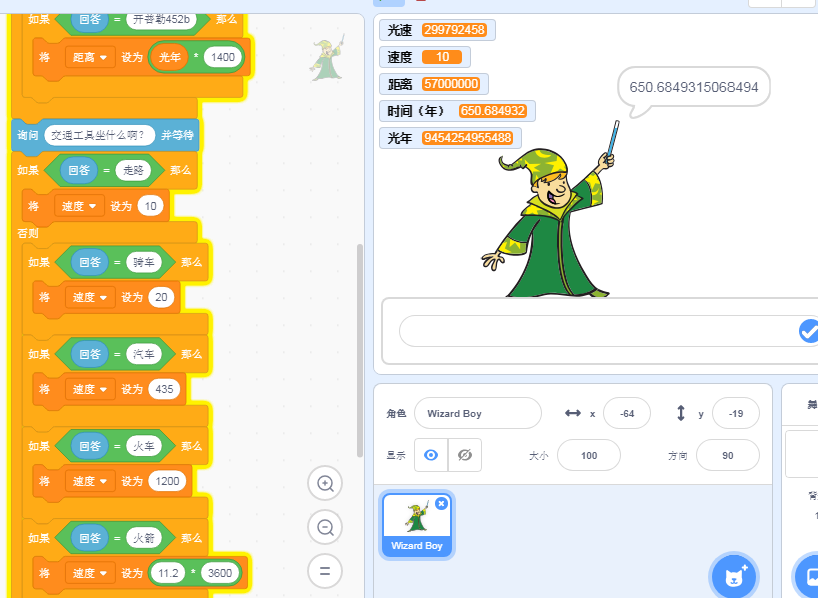 如果 回答 = 开普勒452b 那么
将 距离 设为 光年 * 1400
询问 交通工具坐什么啊？ 并等待
如果 回答 = 走路 那么
将 速度 设为 10
否则
如果 回答 = 骑车 那么
将 速度 设为 20
如果 回答 = 汽车 那么
将 速度 设为 435
如果 回答 = 火车 那么
将 速度 设为 1200
如果 回答 = 火箭 那么
将 速度 设为 11.2 * 3600
光速 299792458
速度 10
距离 57000000
时间（年） 650.684932
光年 9454254955488
650.6849315068494
角色 Wizard Boy x -64 y -19
显示 大小 100 方向 90
Wizard Boy